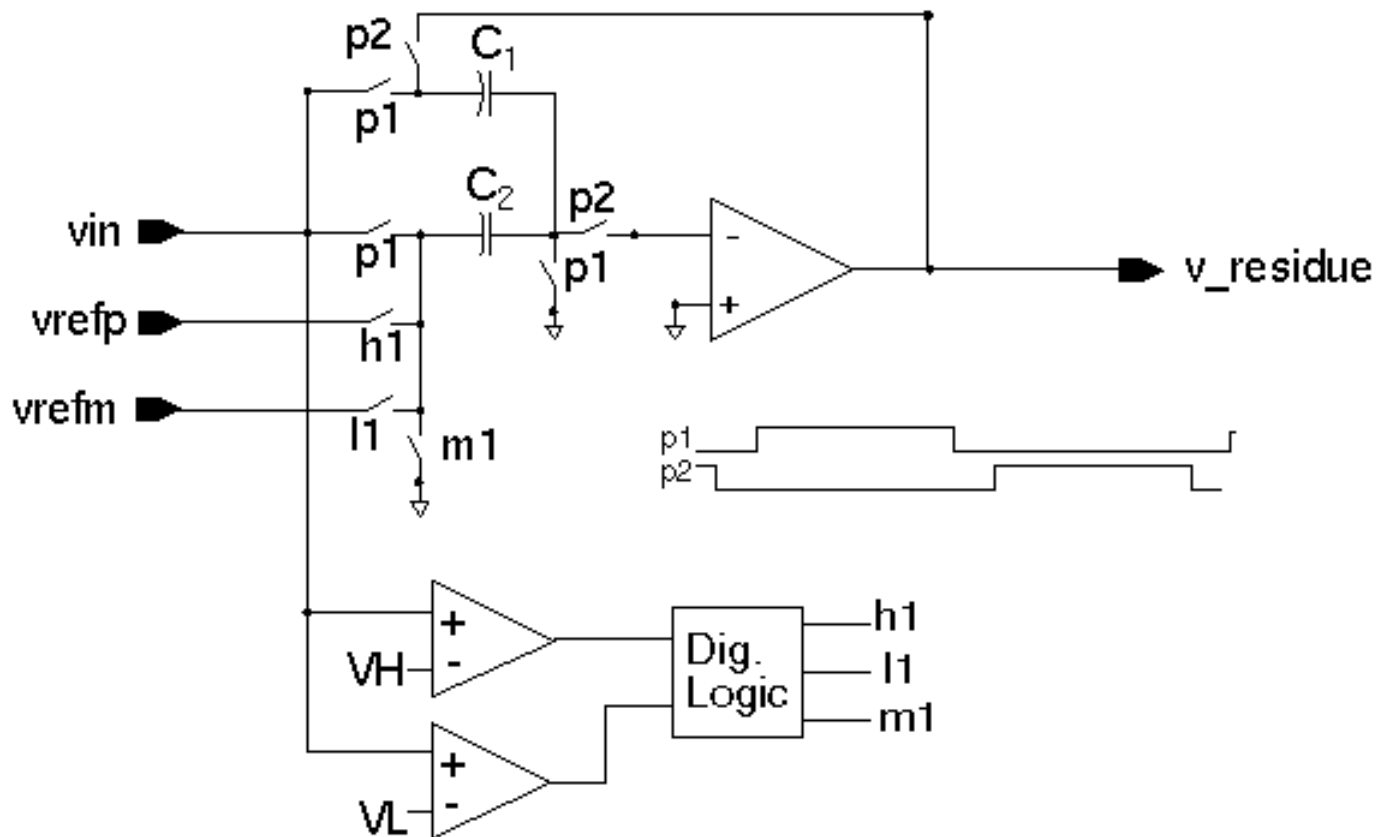 p2
C1
p1
C2
p2
vin
p1
p1
-
+
v_residue
vrefp
h1
vrefm
l1
m1
p1
p2
+
-
VH
Dig.
Logic
h1
l1
m1
+
-
VL